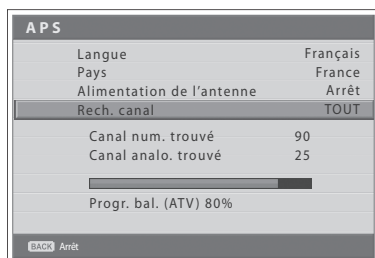 APS
Langue Français
Pays France
Alimentation de l'antenne Arrêt
Rech. canal TOUT
Canal num. trouvé 90
Canal analo. trouvé 25
Progr. bal. (ATV) 80%
BACK Arrêt